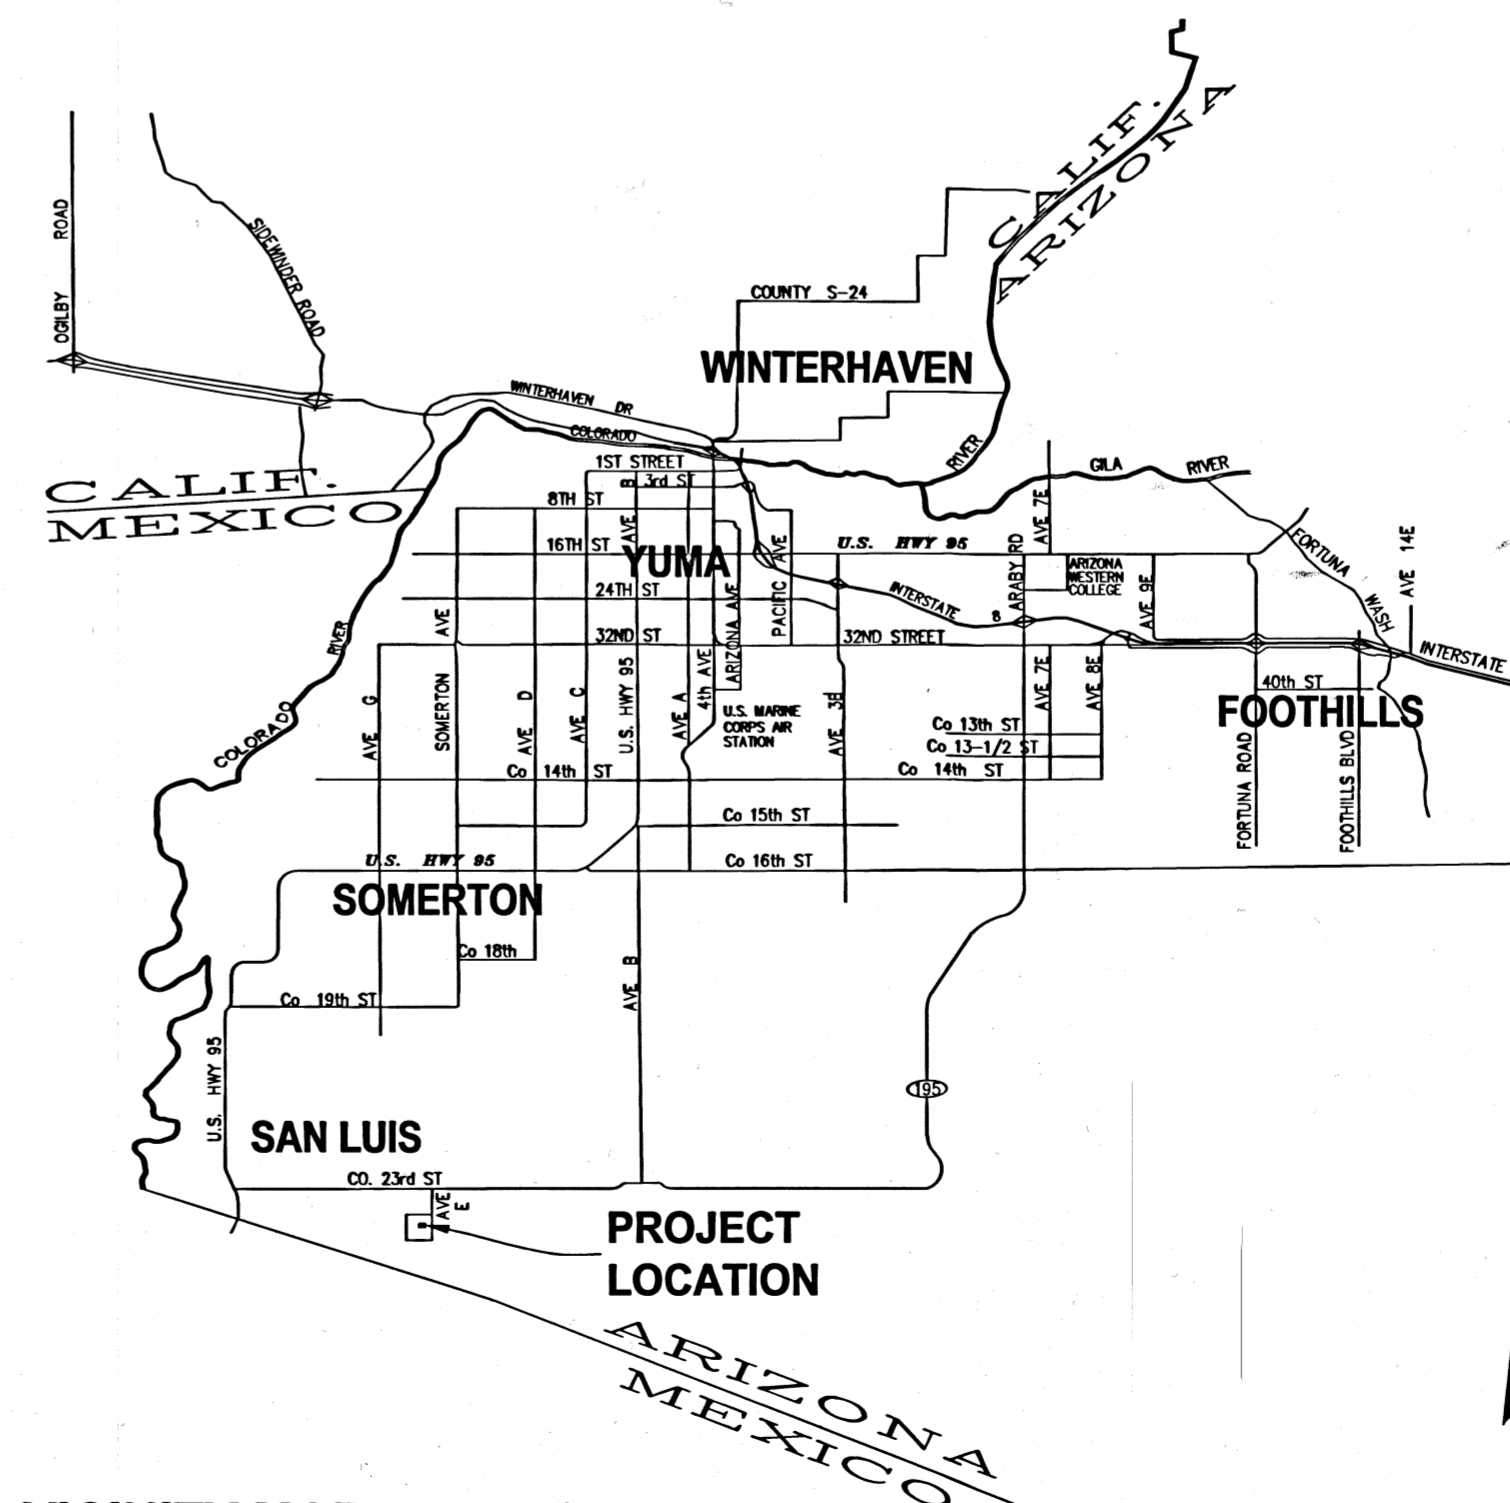 CALIF.
ARIZONA
OGILBY ROAD
SIDEWINDER ROAD
COUNTY S-24
WINTERHAVEN
WINTERHAVEN DR
COLORADO
RIVER
CALIF.
MEXICO
1ST STREET
3rd ST
8TH ST
AVE B
16TH ST
YUMA
24TH ST
32ND ST
GILA RIVER
U.S. HWY 95
AVE 7E
ARABY RD
ARIZONA
WESTERN
COLLEGE
AVE 9E
FORTUNA WASH
AVE 14E
INTERSTATE 8
INTERSTATE
PACIFIC AVE
ARIZONA AVE
32ND STREET
RIVER
COLORADO
AVE G
SOMERTON AVE
AVE D
AVE C
U.S. HWY 95
AVE A
4th AVE
U.S. MARINE
CORPS AIR
STATION
AVE 3E
AVE 7E
AVE 8E
Co 13th ST
Co 13-1/2 ST
Co 14th ST
Co 14th ST
40th ST
FOOTHILLS
FORTUNA ROAD
FOOTHILLS BLVD
Co 15th ST
Co 16th ST
U.S. HWY 95
SOMERTON
Co 18th
Co 19th ST
AVE B
U.S. HWY 95
195
SAN LUIS
CO. 23rd ST
AVE E
PROJECT
LOCATION
ARIZONA
MEXICO